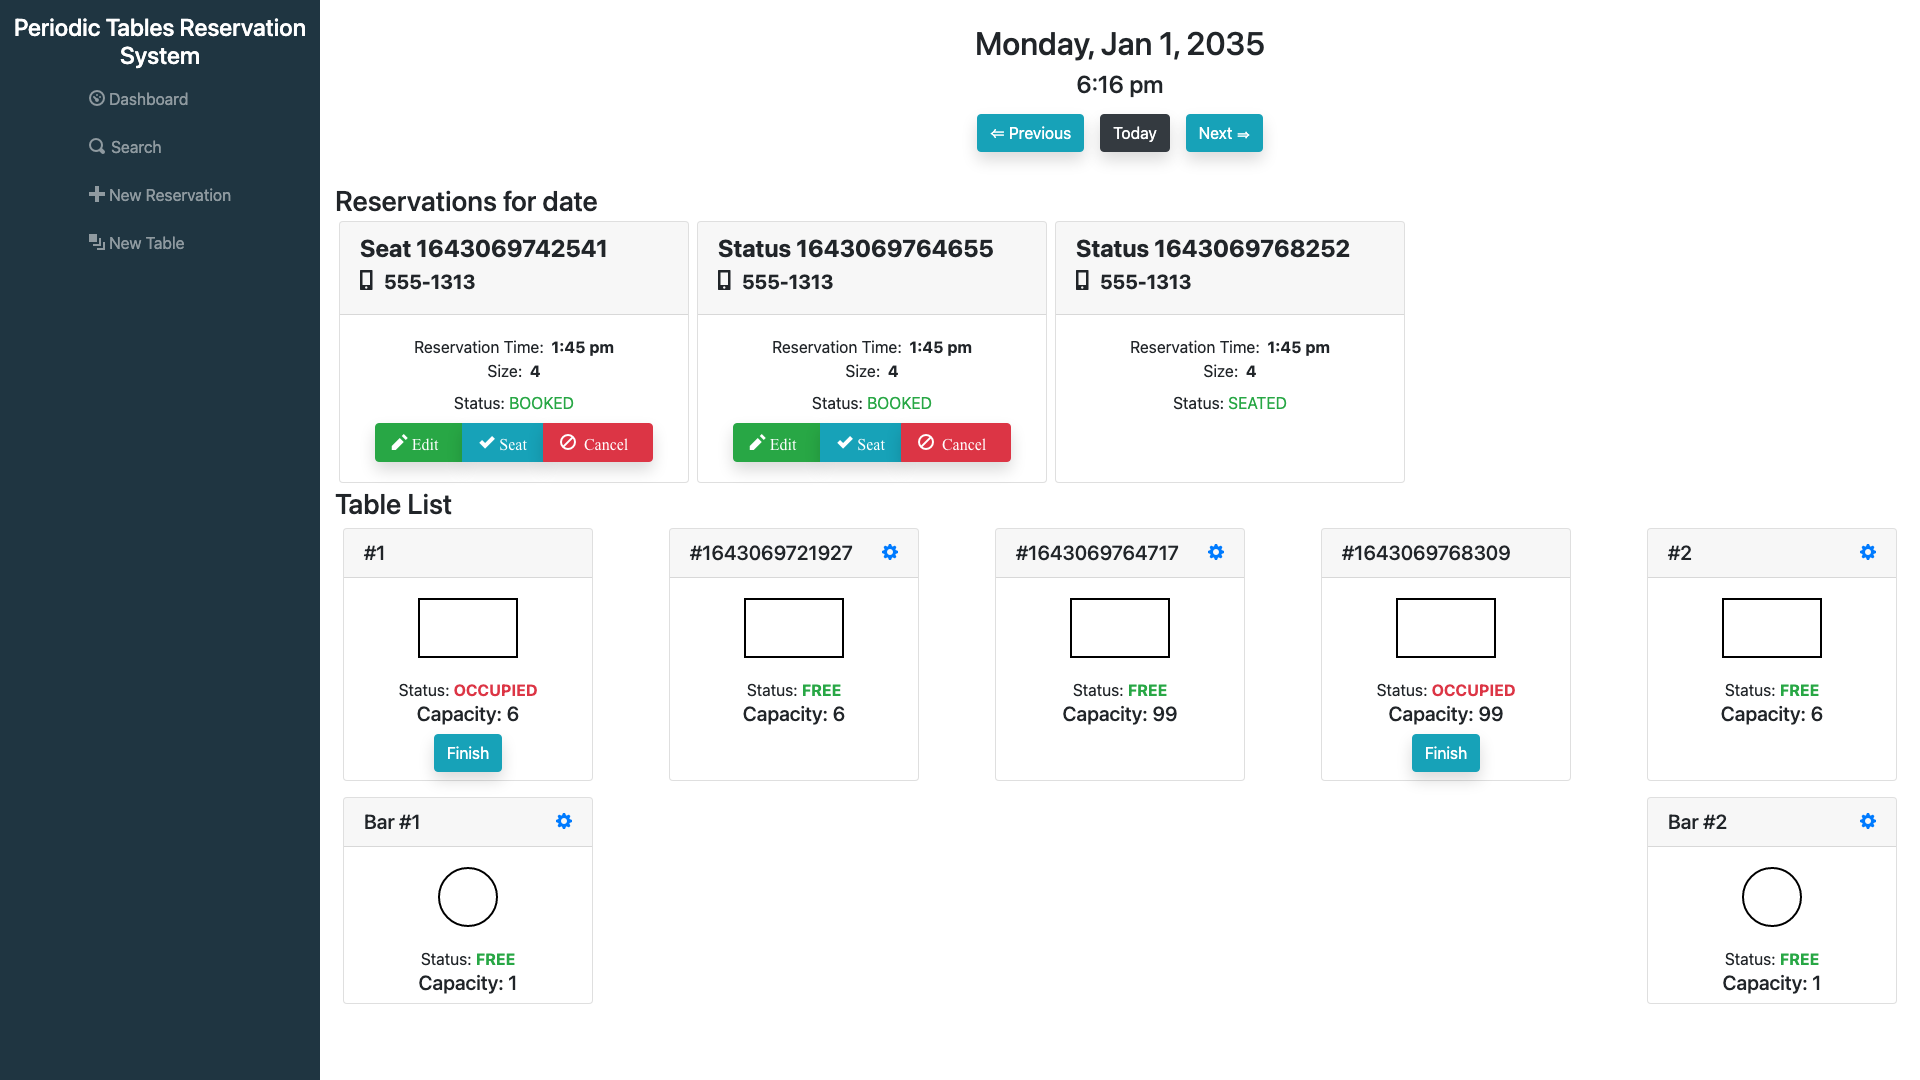 Periodic Tables Reservation
System
Dashboard
Search
New Reservation
New Table
Monday, Jan 1, 2035
6:16 pm
⇐ Previous
Today
Next ⇒
Reservations for date
Seat 1643069742541
555-1313
Reservation Time: 1:45 pm
Size: 4
Status: BOOKED
Edit
Seat
Cancel
Status 1643069764655
555-1313
Reservation Time: 1:45 pm
Size: 4
Status: BOOKED
Edit
Seat
Cancel
Status 1643069768252
555-1313
Reservation Time: 1:45 pm
Size: 4
Status: SEATED
Table List
#1
Status: OCCUPIED
Capacity: 6
Finish
#1643069721927
Status: FREE
Capacity: 6
#1643069764717
Status: FREE
Capacity: 99
#1643069768309
Status: OCCUPIED
Capacity: 99
Finish
#2
Status: FREE
Capacity: 6
Bar #1
Status: FREE
Capacity: 1
Bar #2
Status: FREE
Capacity: 1